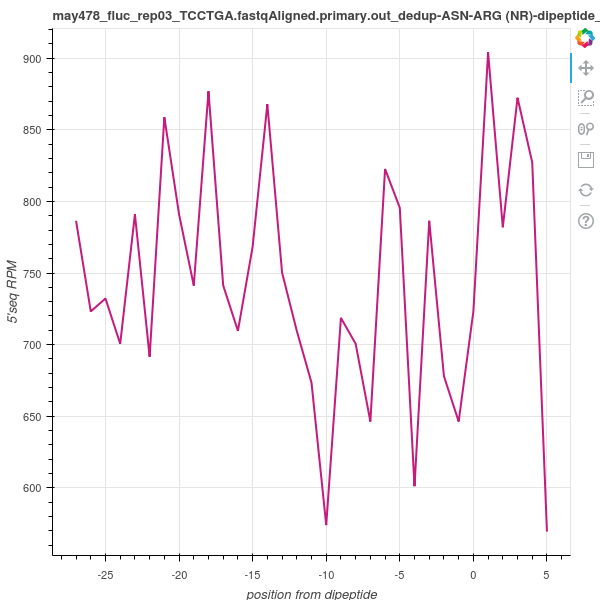 may478_fluc_rep03_TCCTGA.fastqAligned.primary.out_dedup-ASN-ARG (NR)-dipeptide_
900
850
800
750
700
650
600
5'seq RPM
-25 -20 -15 -10 -5 0 5
position from dipeptide